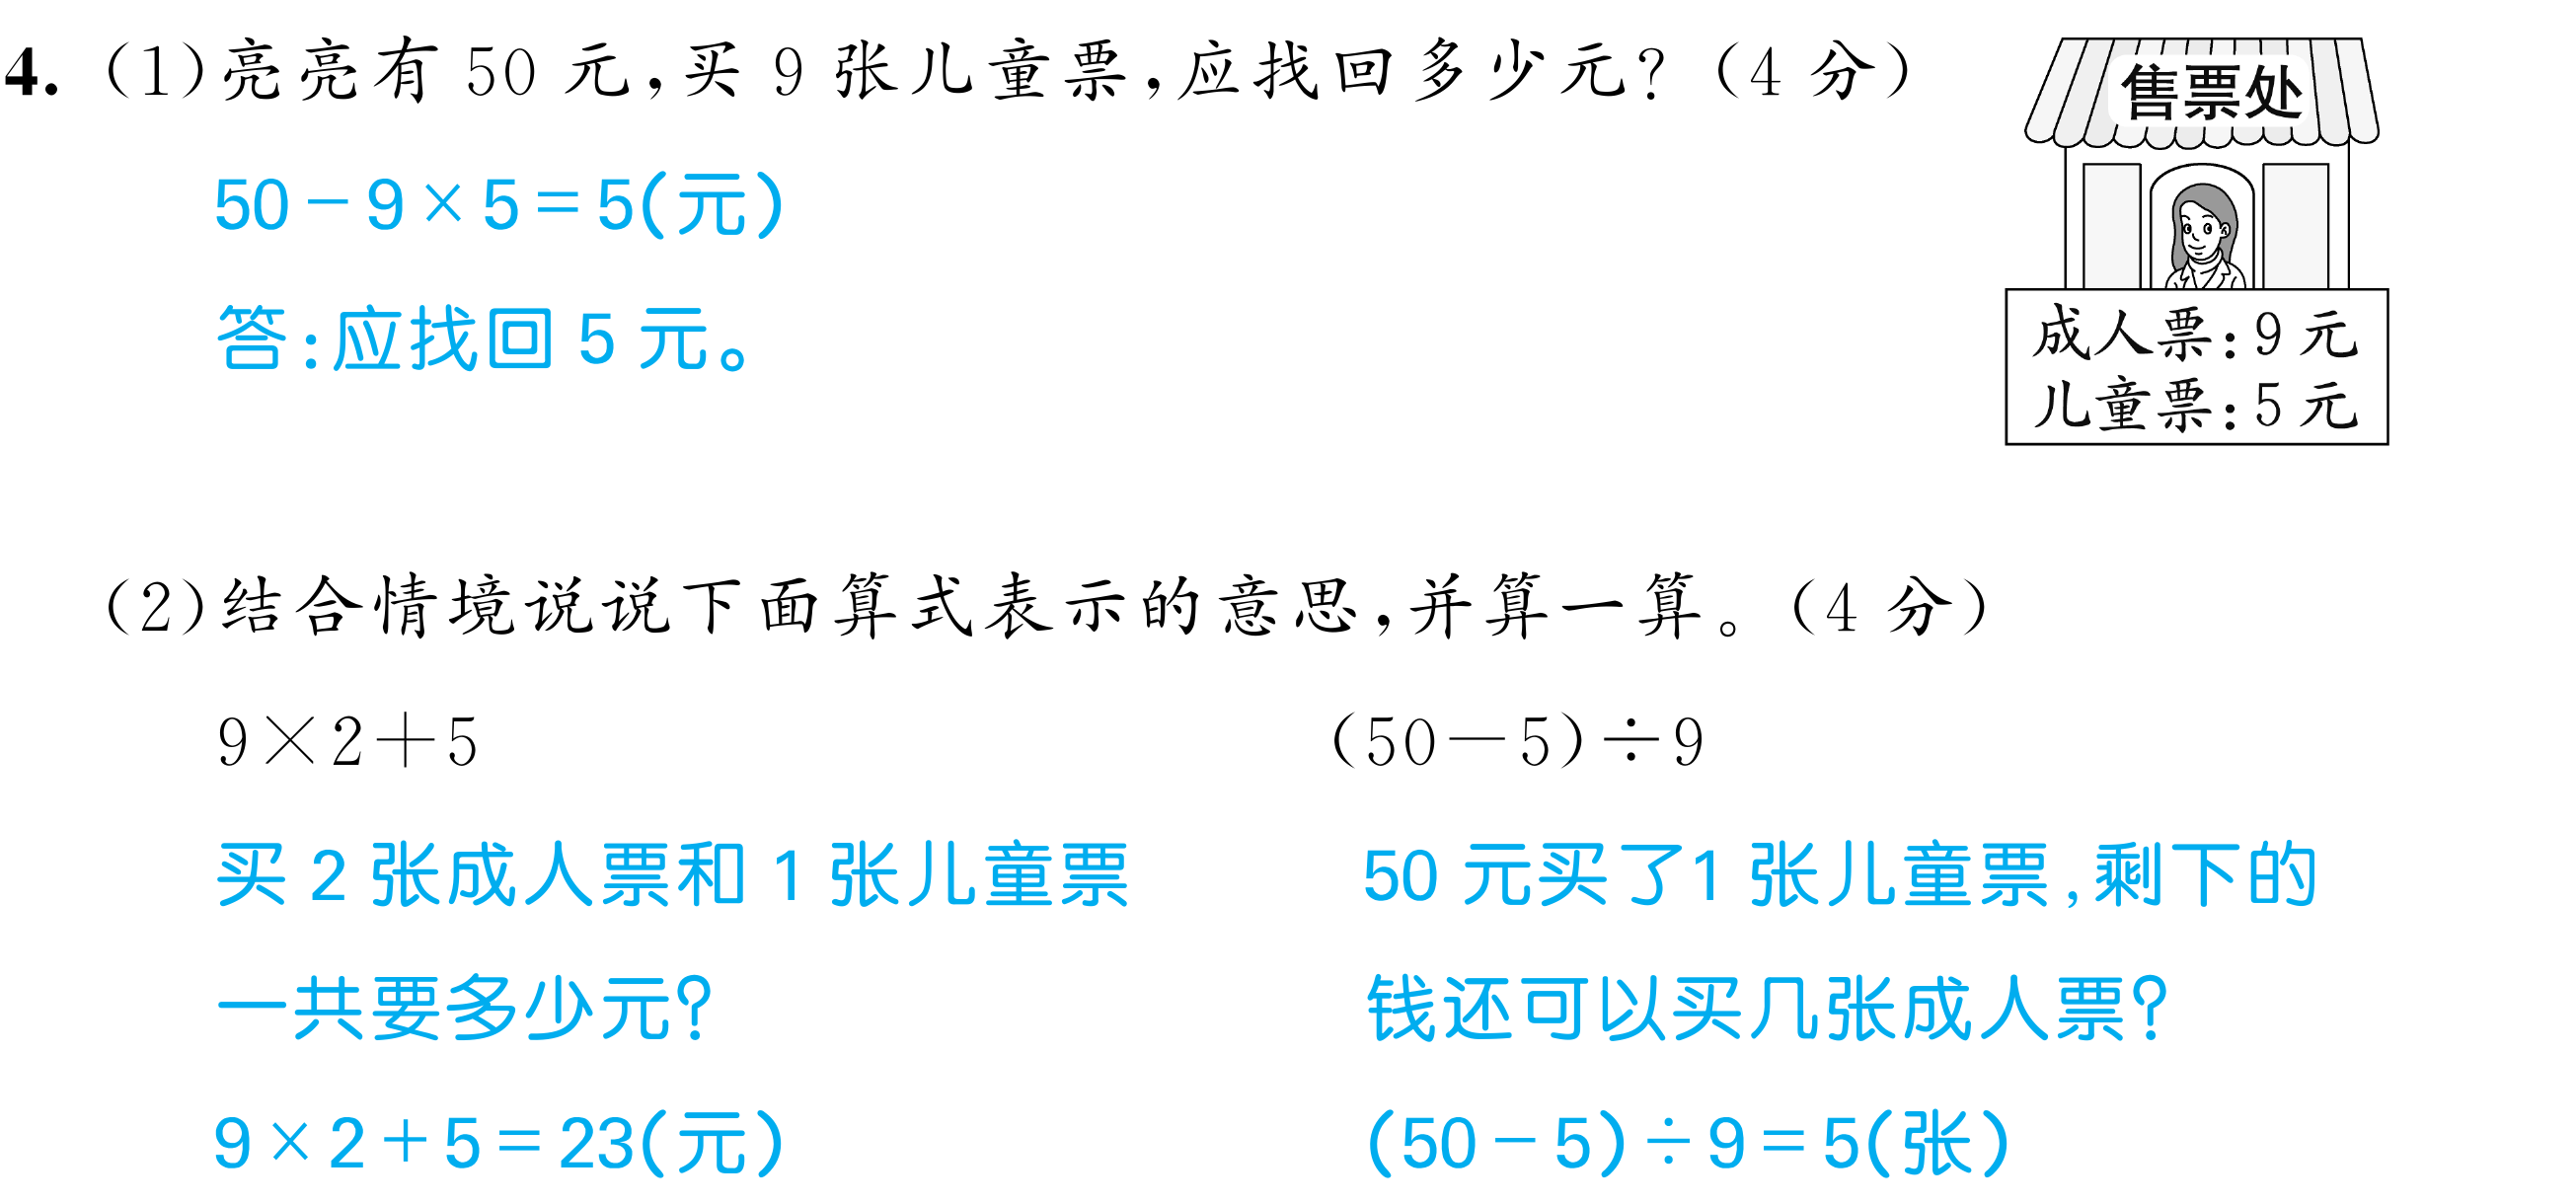 4. (1)亮亮有 50 元,买 9 张儿童票,应找回多少元?(4 分)
售票处
50-9×5=5(元)
答:应找回 5 元。
成人票:9 元
儿童票:5 元
(2)结合情境说说下面算式表示的意思,并算一算。(4 分)
9×2+5 (50-5)÷9
买 2 张成人票和 1 张儿童票 50 元买了1 张儿童票,剩下的
一共要多少元? 钱还可以买几张成人票?
9×2+5=23(元) (50-5)÷9=5(张)